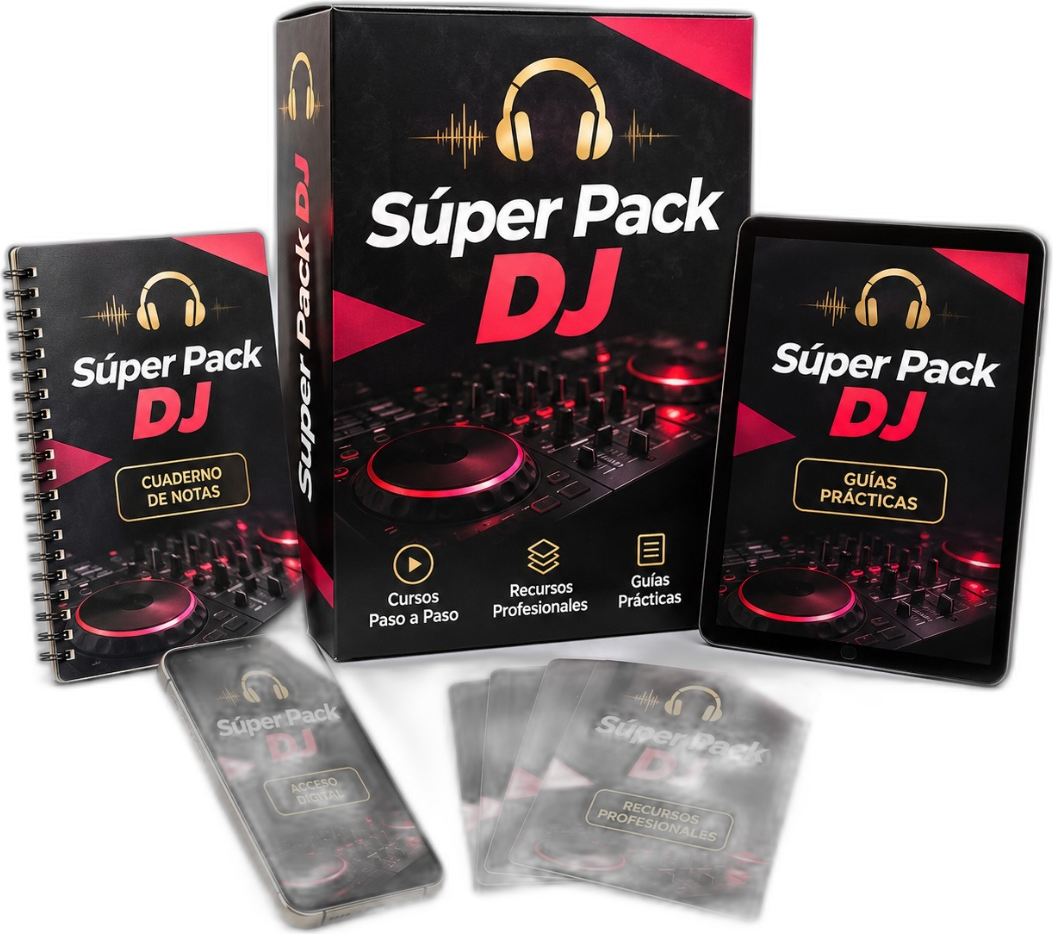 Súper Pack
DJ
Súper Pack DJ
Cursos
Paso a Paso
Recursos
Profesionales
Guías
Prácticas
Súper Pack
DJ
CUADERNO
DE NOTAS
Súper Pack
DJ
GUÍAS
PRÁCTICAS
Súper Pack
DJ
ACCESO
DIGITAL
Súper Pack
DJ
RECURSOS
PROFESIONALES